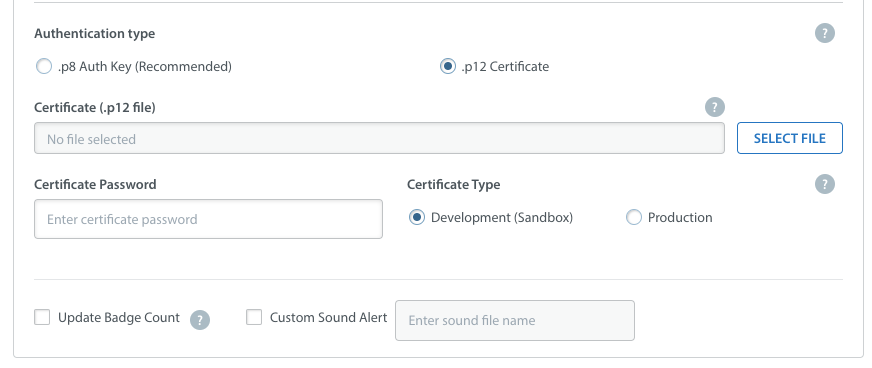 Authentication type ?
.p8 Auth Key (Recommended) .p12 Certificate
Certificate (.p12 file) ?
No file selected SELECT FILE
Certificate Password Certificate Type ?
Enter certificate password Development (Sandbox) Production
Update Badge Count ? Custom Sound Alert Enter sound file name